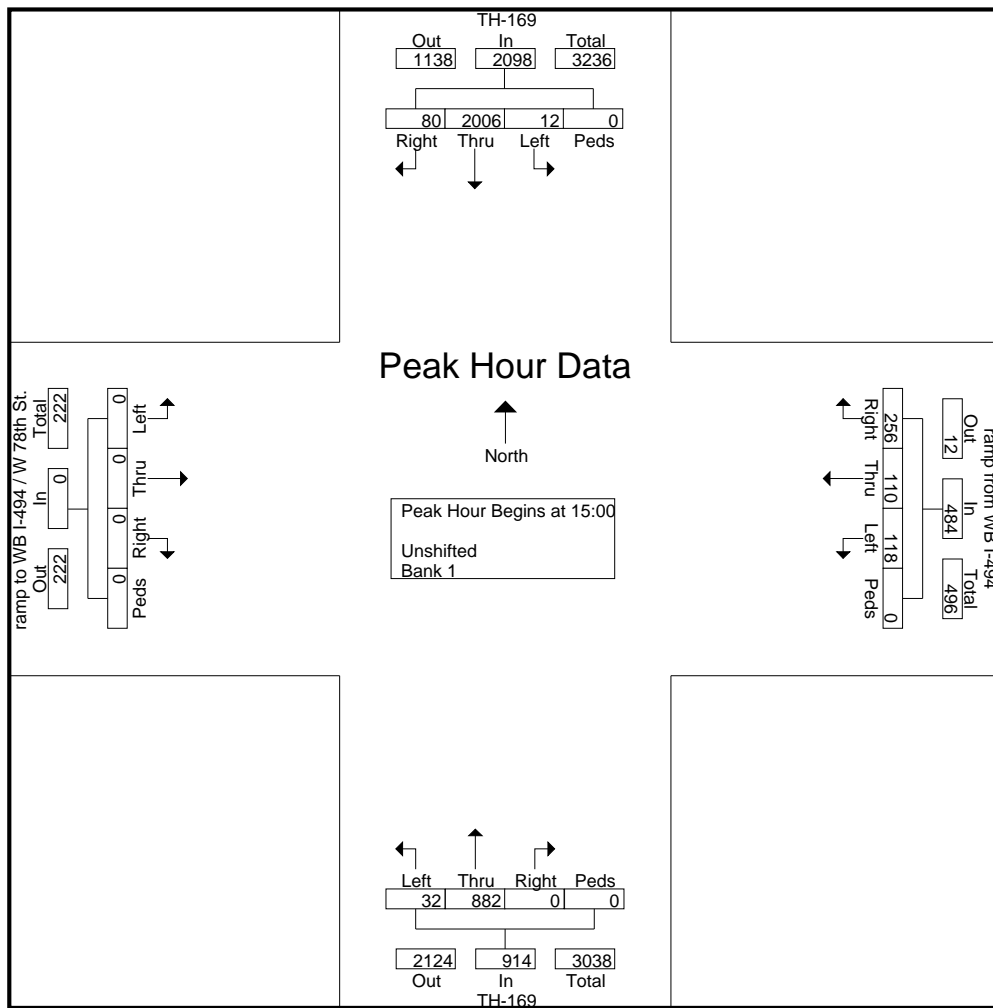 TH-169
Out In Total
1138 2098 3236
80 2006 12 0
Right Thru Left Peds
Peak Hour Data
North
Peak Hour Begins at 15:00
Unshifted
Bank 1
ramp to WB I-494 / W 78th St.
Out In Total
222 0 222
0 0 0 0
Left Thru Right Peds
ramp from WB I-494
Out In Total
12 484 496
256 110 118 0
Right Thru Left Peds
Left Thru Right Peds
32 882 0 0
2124 914 3038
Out In Total
TH-169